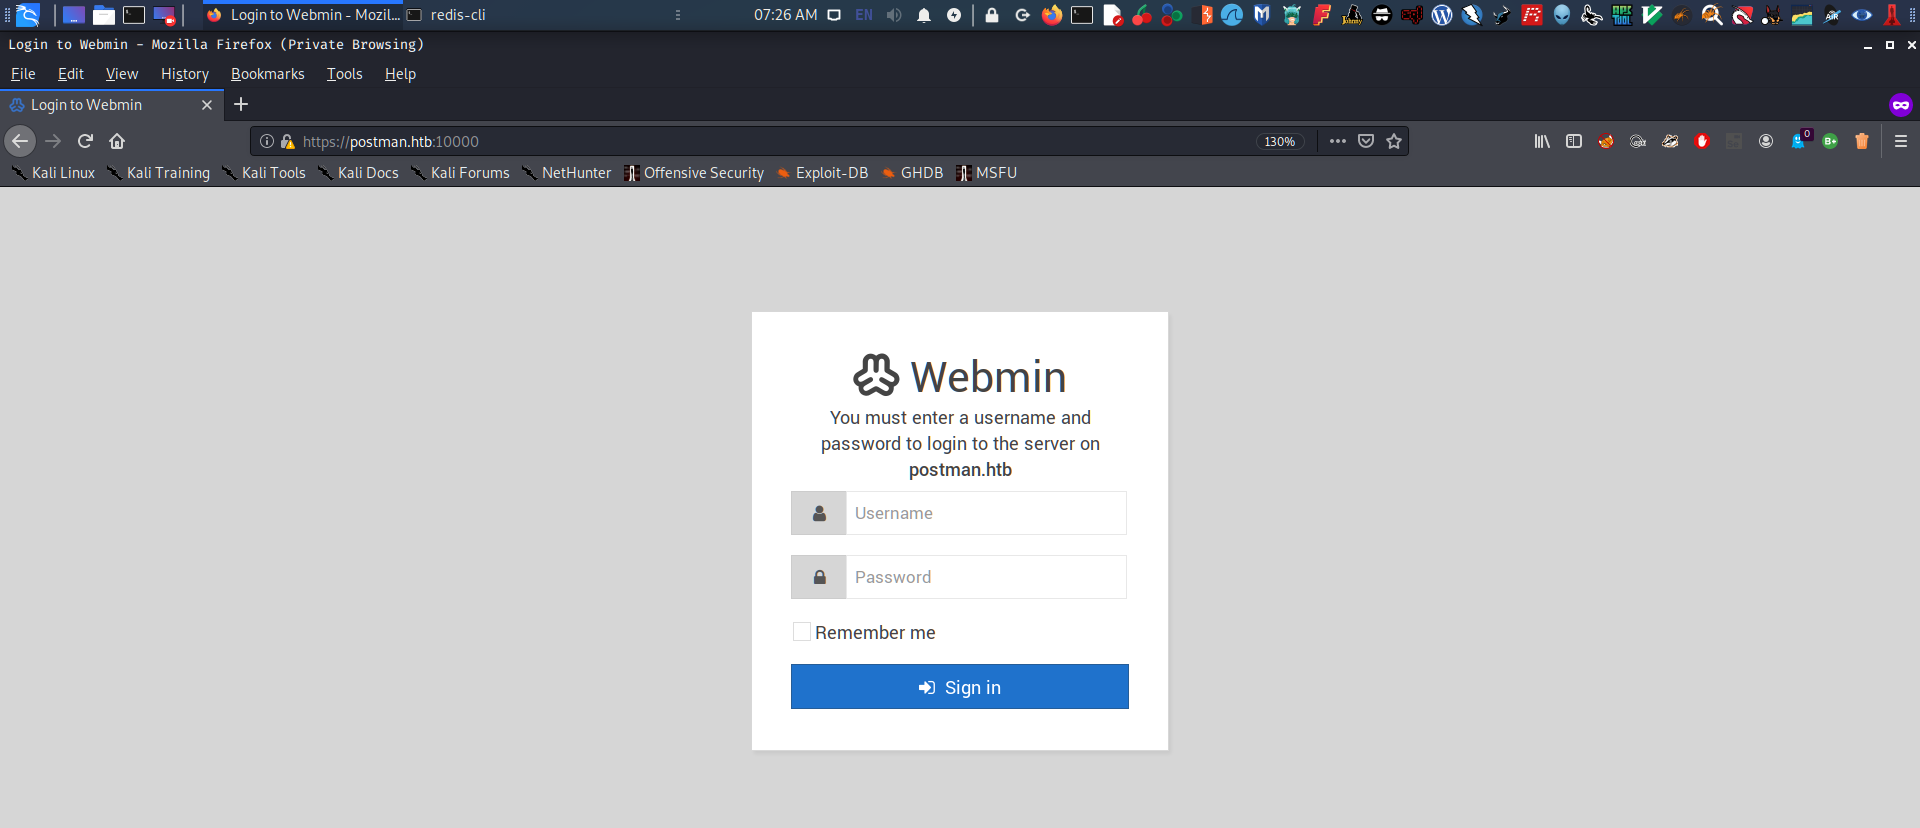 Login to Webmin - Mozil...
redis-cli
07:26 AM
EN
Login to Webmin - Mozilla Firefox (Private Browsing)
File Edit View History Bookmarks Tools Help
Login to Webmin
https://postman.htb:10000
130%
0
B+
Kali Linux Kali Training Kali Tools Kali Docs Kali Forums NetHunter Offensive Security Exploit-DB GHDB MSFU
Webmin
You must enter a username and
password to login to the server on
postman.htb
Username
Password
Remember me
Sign in